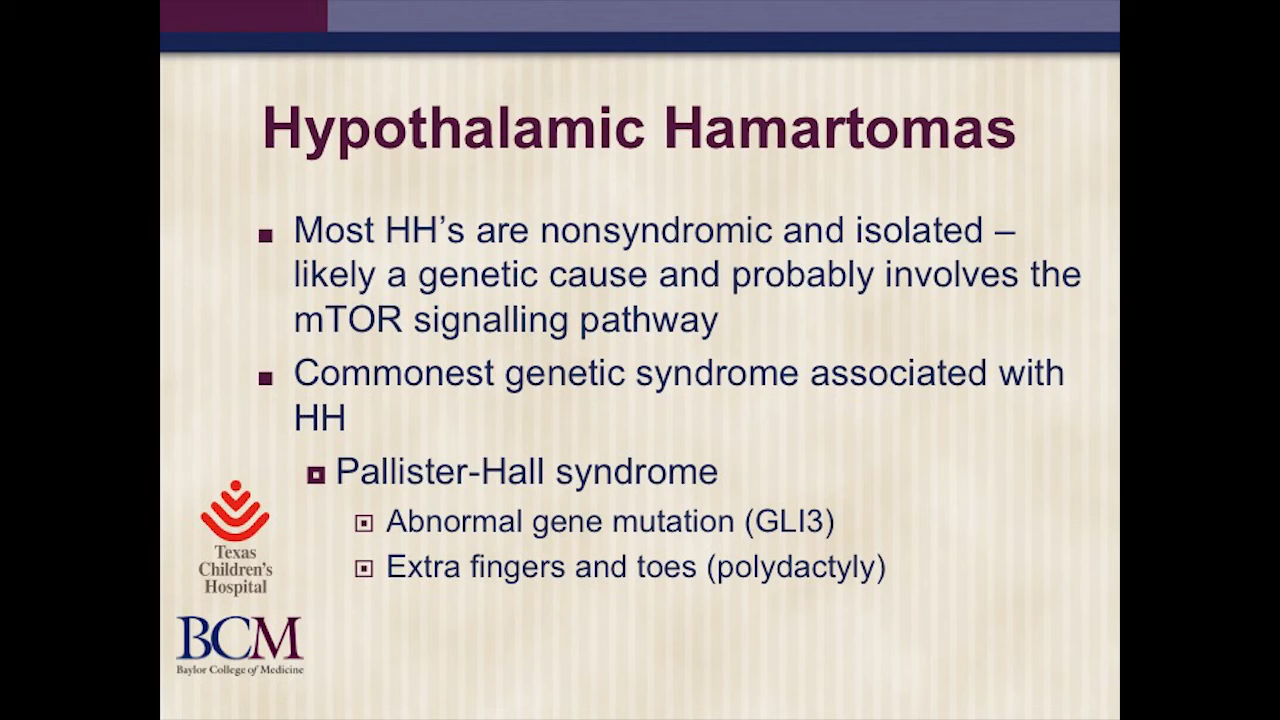 Hypothalamic Hamartomas
Most HH's are nonsyndromic and isolated –
likely a genetic cause and probably involves the
mTOR signalling pathway
Commonest genetic syndrome associated with
HH
Pallister-Hall syndrome
Abnormal gene mutation (GLI3)
Extra fingers and toes (polydactyly)
Texas
Children's
Hospital
BCM
Baylor College of Medicine